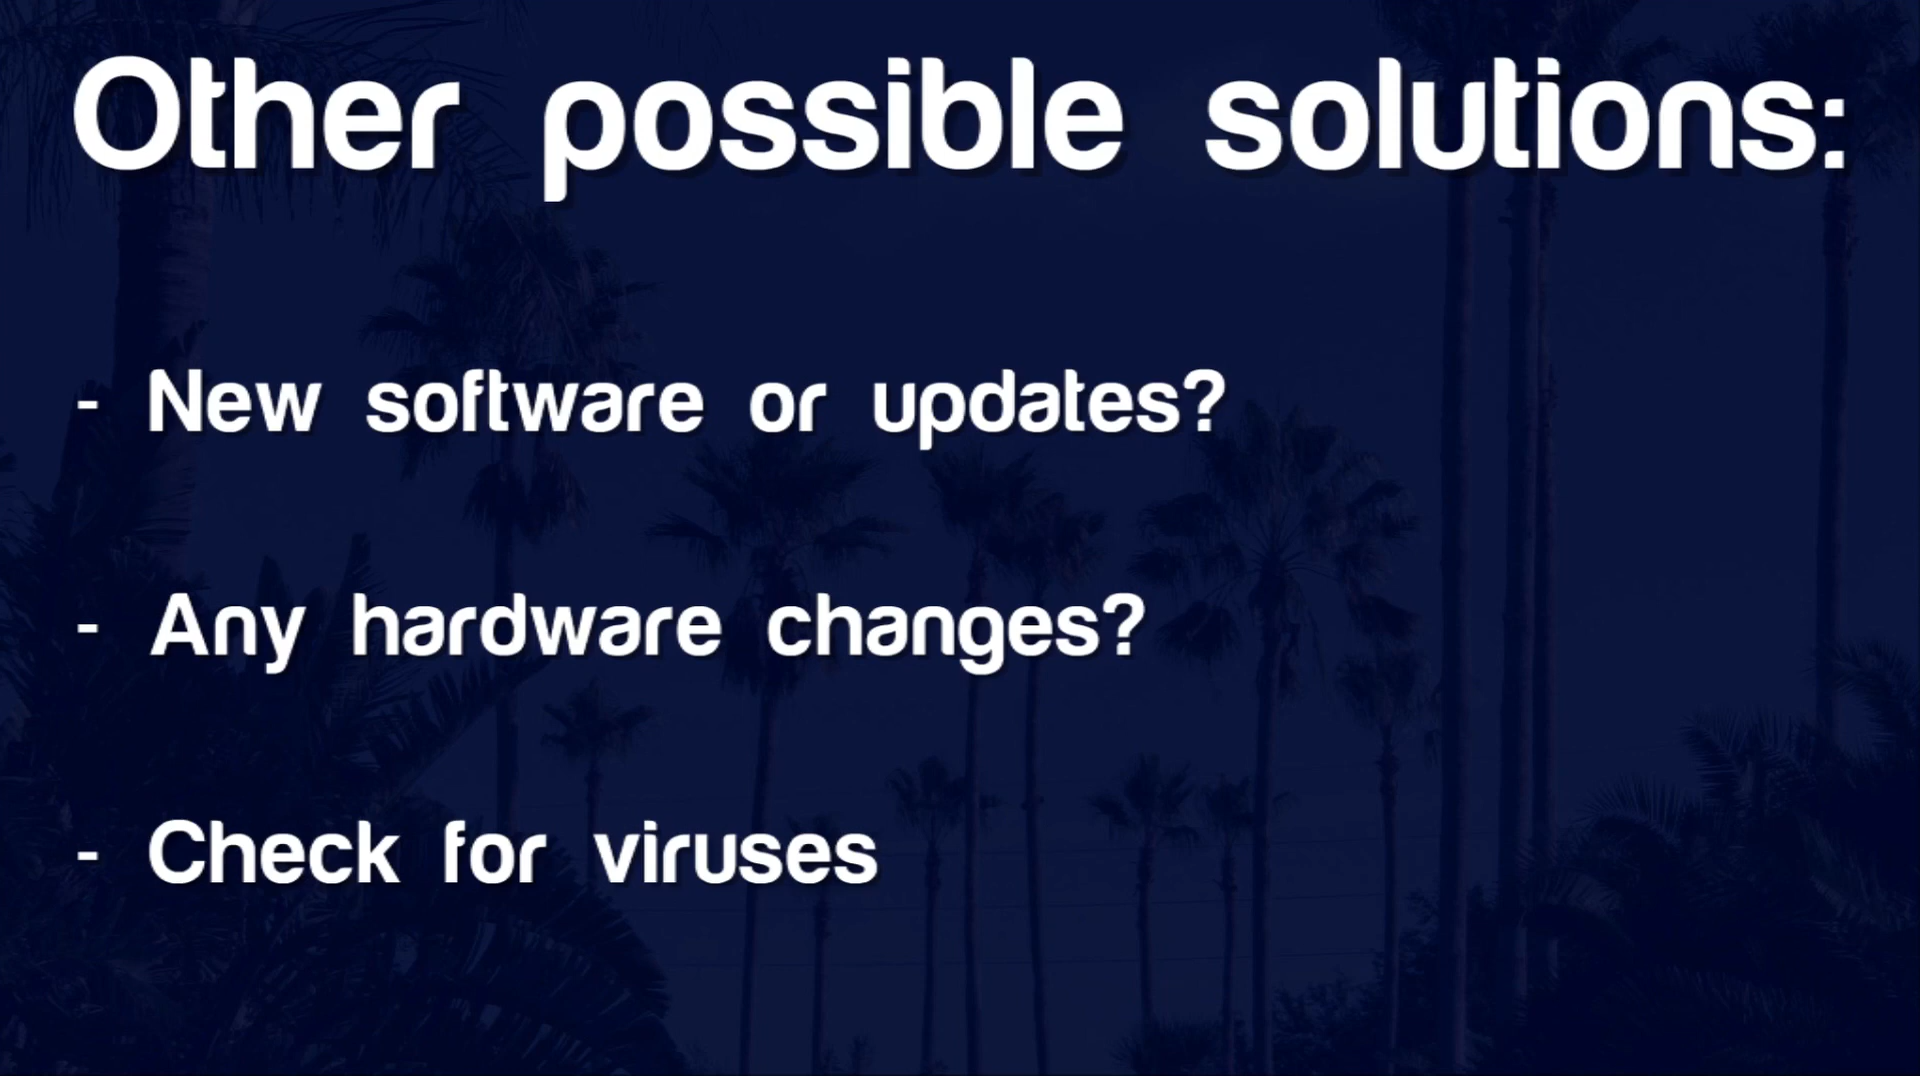 Other possible solutions:
- New software or updates?
- Any hardware changes?
- Check for viruses